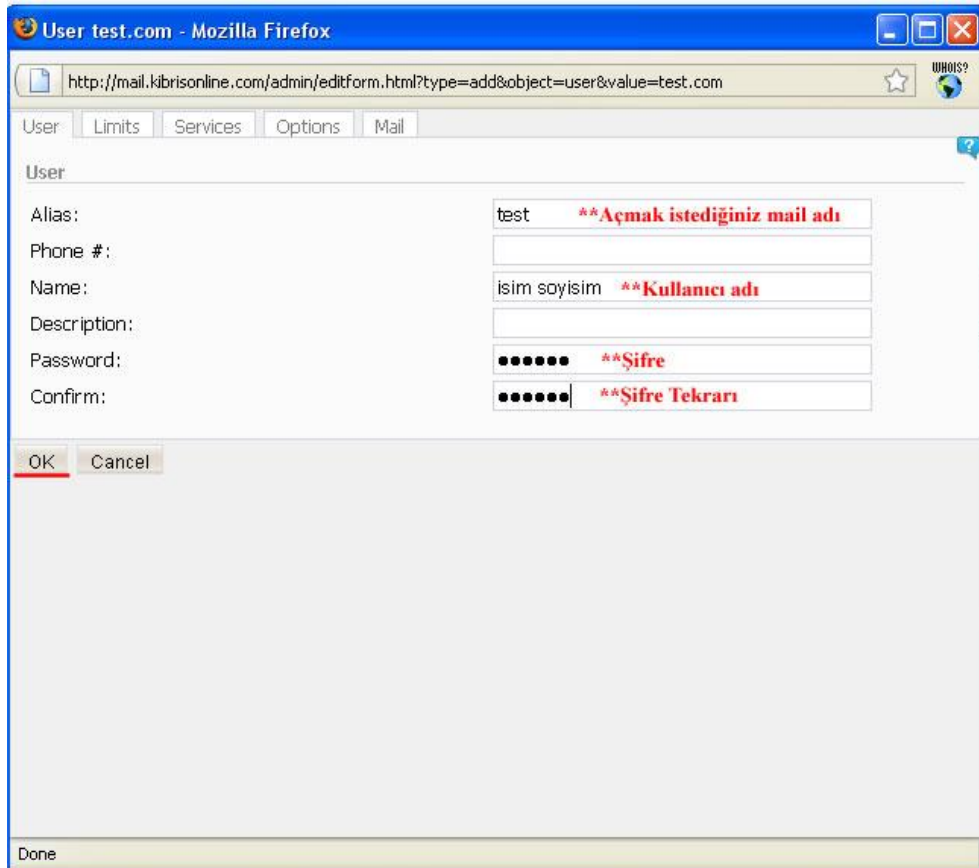 User test.com - Mozilla Firefox
http://mail.kibrisonline.com/admin/editform.html?type=add&object=user&value=test.com
WHOIS?
User Limits Services Options Mail
?
User
Alias: test **Açmak istediğiniz mail adı
Phone #:
Name: isim soyisim **Kullanıcı adı
Description:
Password: ●●●●●● **Şifre
Confirm: ●●●●●● **Şifre Tekrarı
OK Cancel
Done